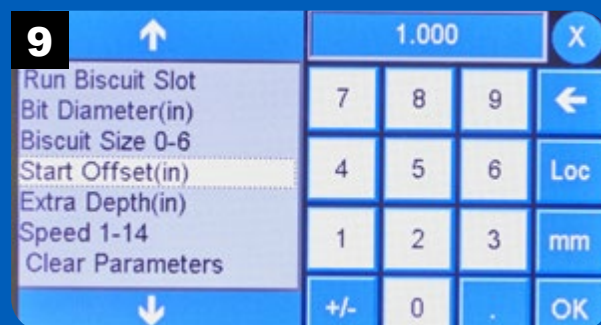 9
1.000
X
Run Biscuit Slot
Bit Diameter(in)
Biscuit Size 0-6
Start Offset(in)
Extra Depth(in)
Speed 1-14
Clear Parameters
7 8 9
4 5 6 Loc
1 2 3 mm
+/- 0 . OK